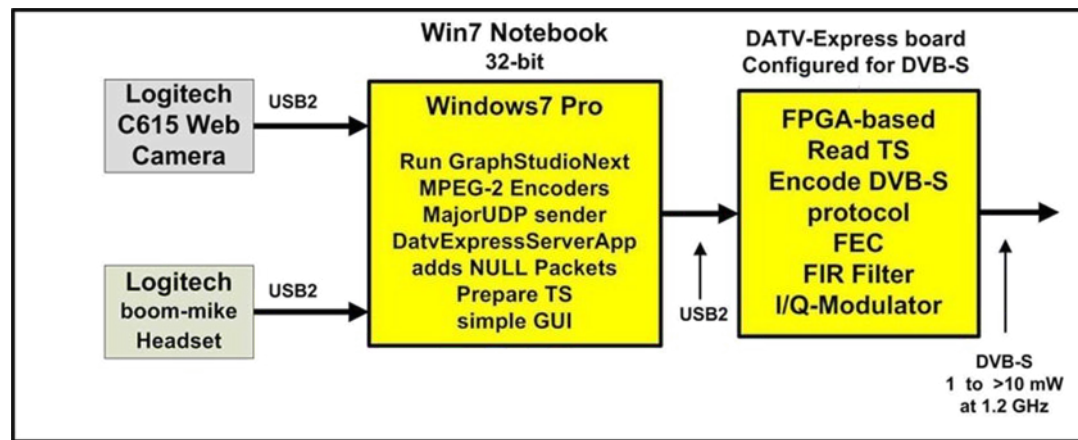 Win7 Notebook
32-bit
DATV-Express board
Configured for DVB-S
Logitech
C615 Web
Camera
USB2
Logitech
boom-mike
Headset
USB2
Windows7 Pro
Run GraphStudioNext
MPEG-2 Encoders
MajorUDP sender
DatvExpressServerApp
adds NULL Packets
Prepare TS
simple GUI
USB2
FPGA-based
Read TS
Encode DVB-S
protocol
FEC
FIR Filter
I/Q-Modulator
DVB-S
1 to >10 mW
at 1.2 GHz